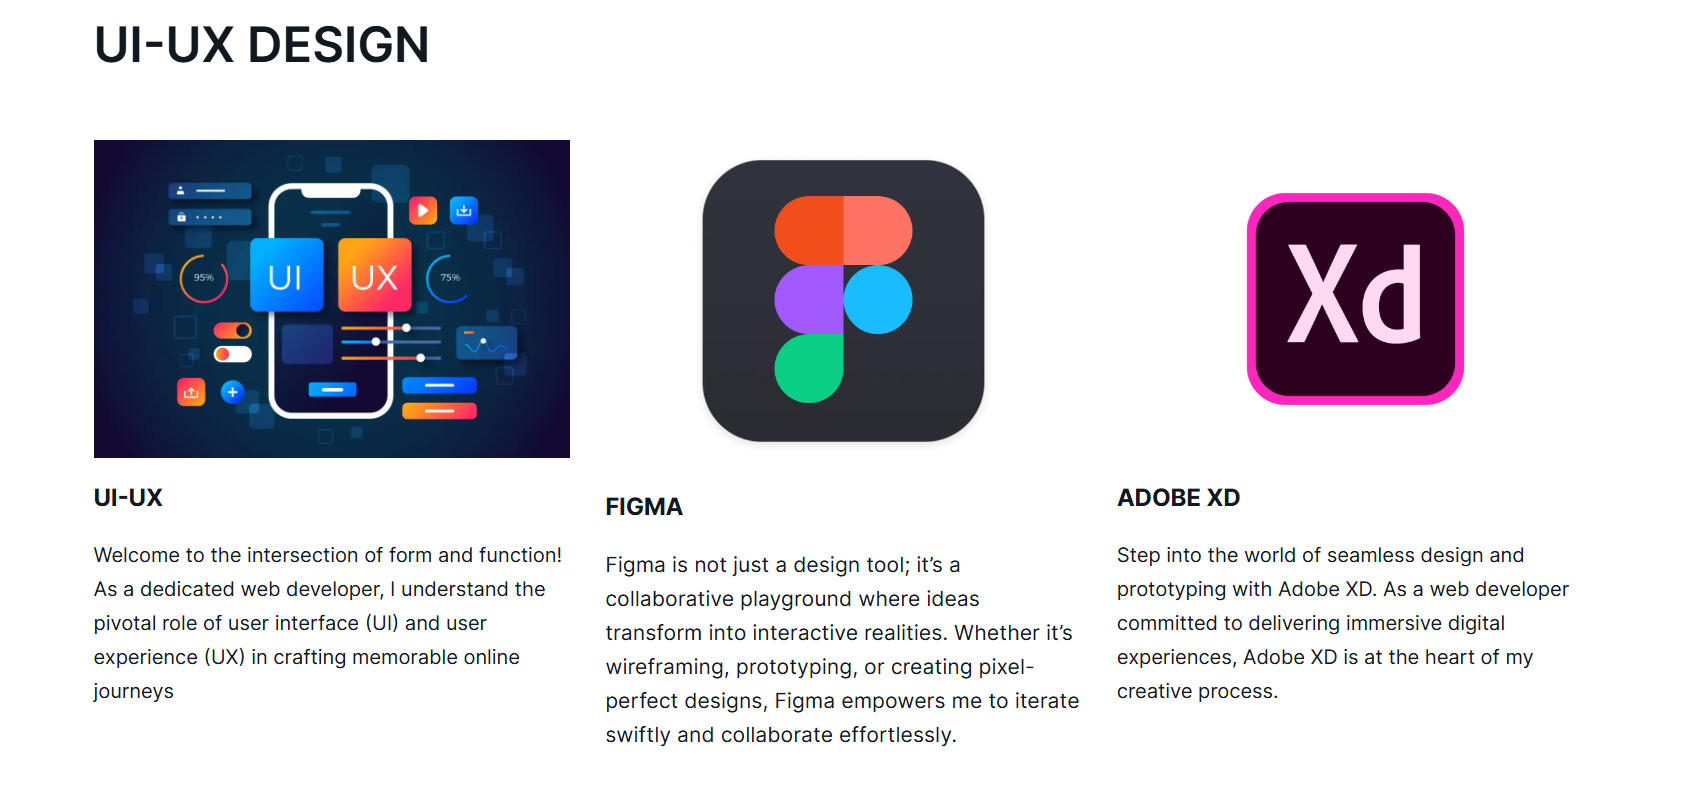 UI-UX DESIGN
UI
UX
95%
75%
Xd
UI-UX
Welcome to the intersection of form and function!
As a dedicated web developer, I understand the
pivotal role of user interface (UI) and user
experience (UX) in crafting memorable online
journeys
FIGMA
Figma is not just a design tool; it’s a
collaborative playground where ideas
transform into interactive realities. Whether it’s
wireframing, prototyping, or creating pixel-
perfect designs, Figma empowers me to iterate
swiftly and collaborate effortlessly.
ADOBE XD
Step into the world of seamless design and
prototyping with Adobe XD. As a web developer
committed to delivering immersive digital
experiences, Adobe XD is at the heart of my
creative process.